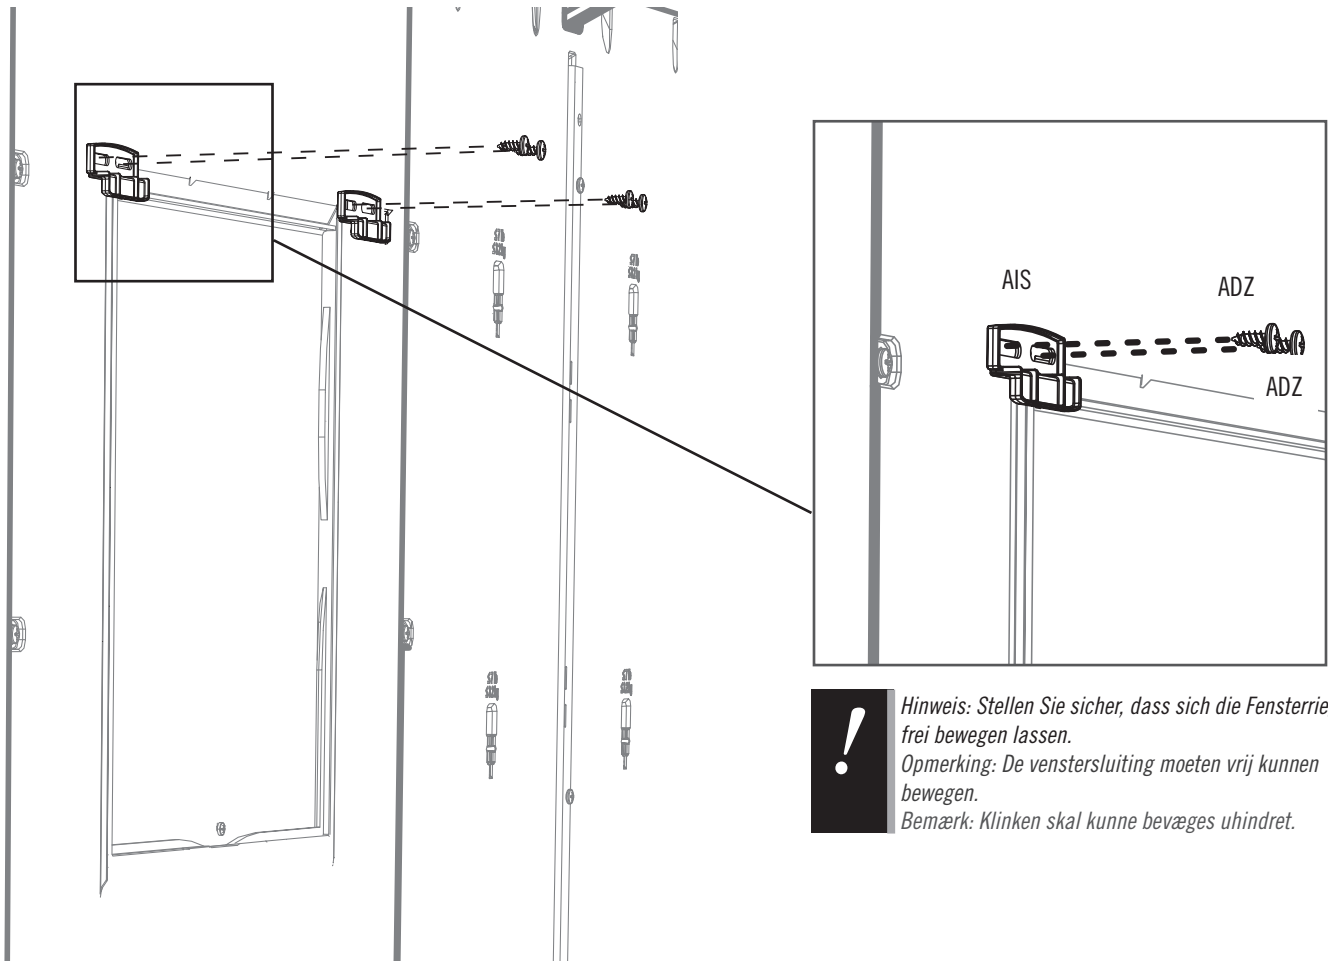 AIS
ADZ
ADZ
Hinweis: Stellen Sie sicher, dass sich die Fensterrie
frei bewegen lassen.
Opmerking: De venstersluiting moeten vrij kunnen
bewegen.
Bemærk: Klinken skal kunne bevæges uhindret.